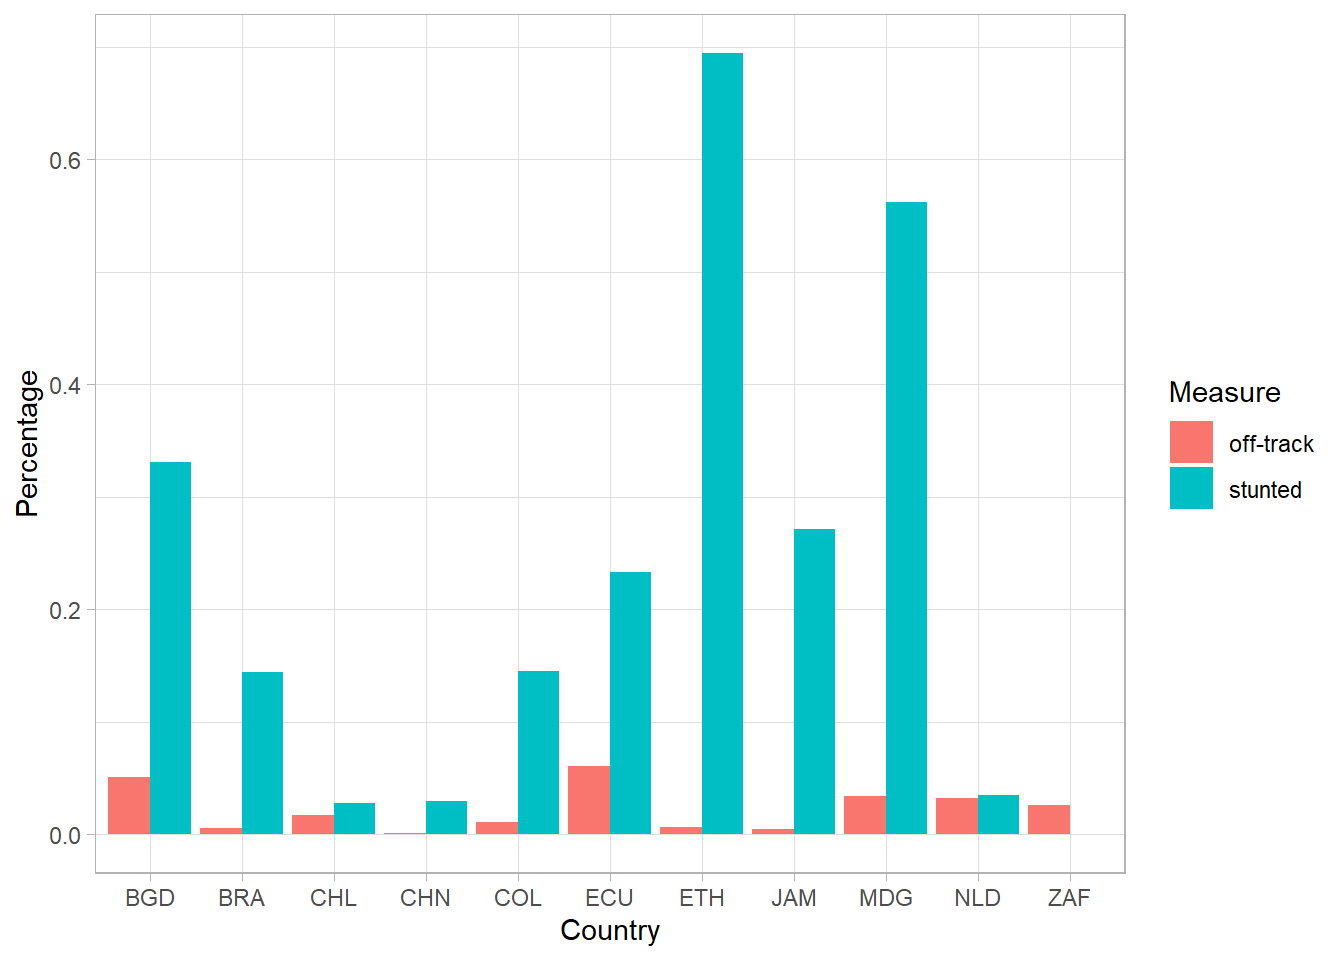 0.6
0.4
0.2
0.0
Percentage
BGD BRA CHL CHN COL ECU ETH JAM MDG NLD ZAF
Country
Measure
off-track
stunted